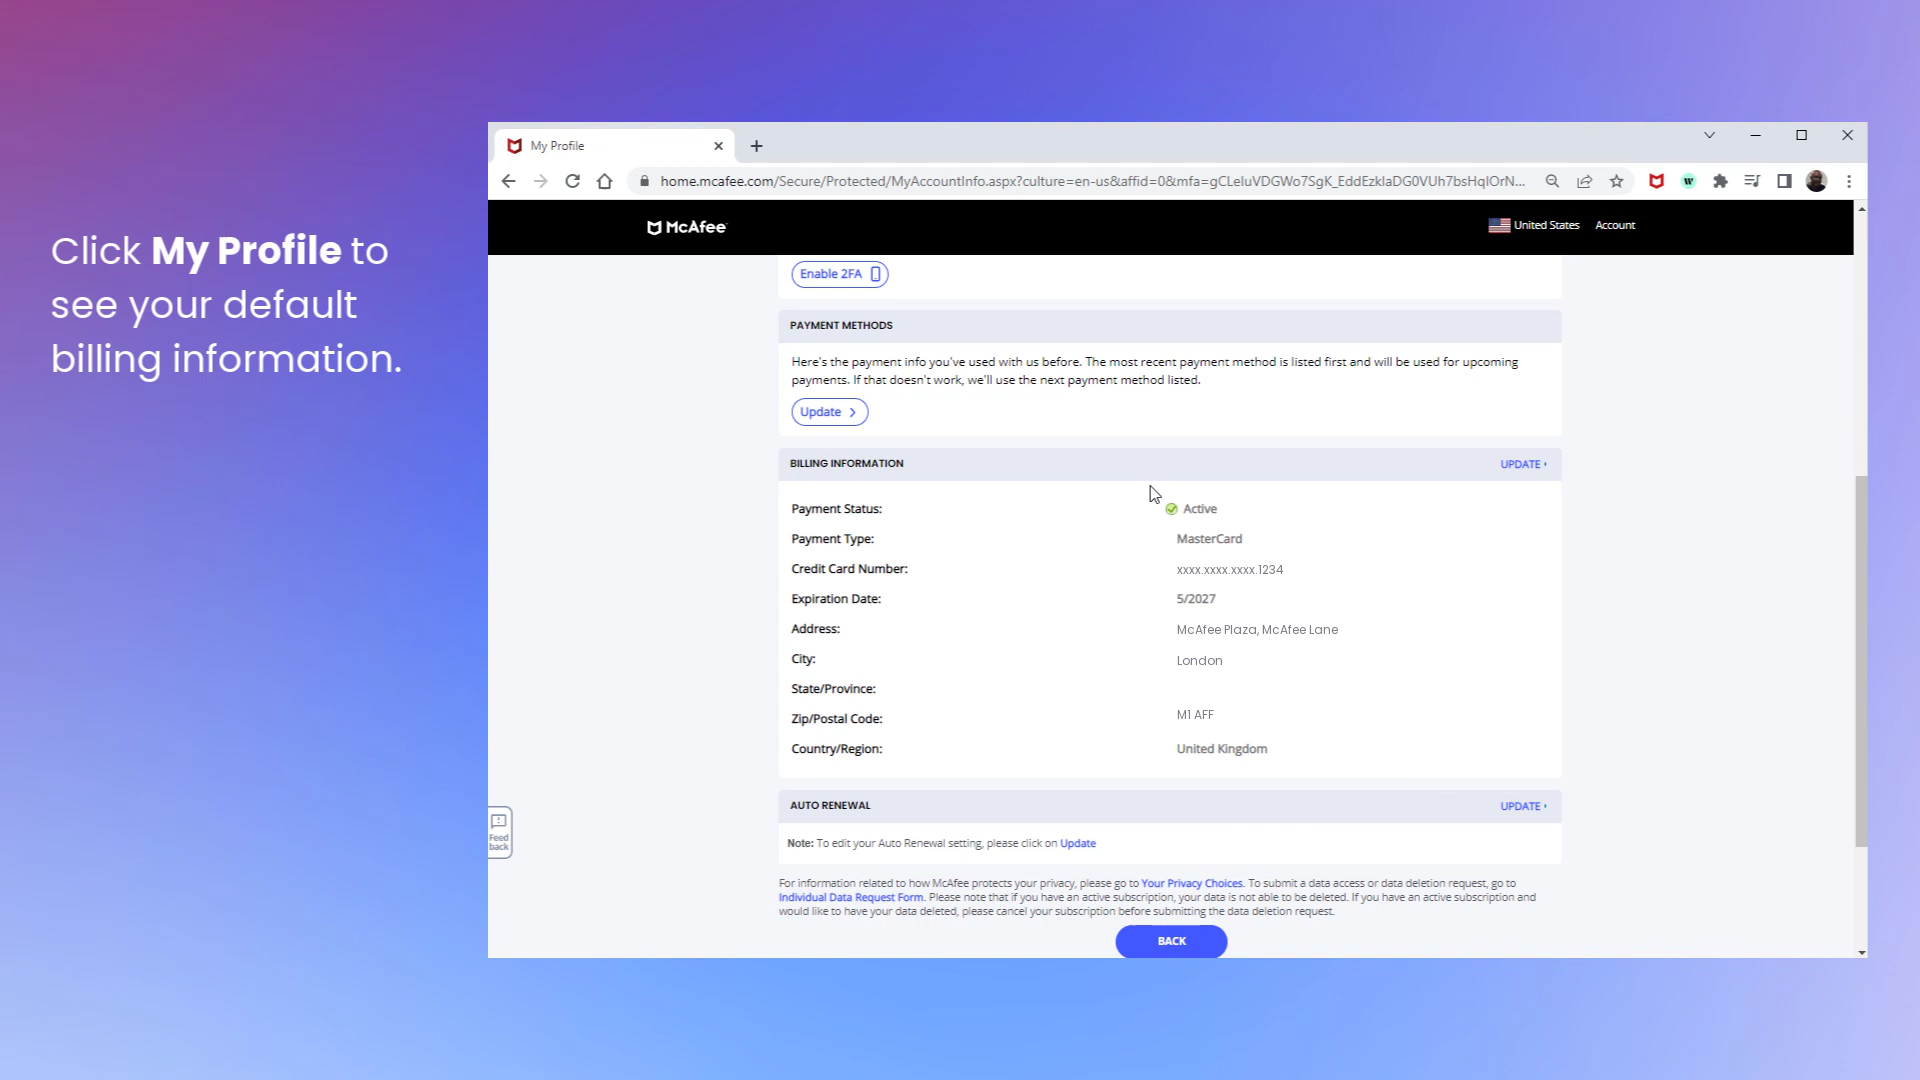 Click My Profile to
see your default
billing information.
My Profile
home.mcafee.com/Secure/Protected/MyAccountInfo.aspx?culture=en-us&affid=0&mfa=gCLeluVDGWo7SgK_EddEzklaDG0VUh7bsHqIOrN...
McAfee
United States
Account
Enable 2FA
PAYMENT METHODS
Here's the payment info you've used with us before. The most recent payment method is listed first and will be used for upcoming
payments. If that doesn't work, we'll use the next payment method listed.
Update
BILLING INFORMATION
UPDATE
Payment Status:
Active
Payment Type:
MasterCard
Credit Card Number:
xxxx.xxxx.xxxx.1234
Expiration Date:
5/2027
Address:
McAfee Plaza, McAfee Lane
City:
London
State/Province:
Zip/Postal Code:
M1 AFF
Country/Region:
United Kingdom
Feed
back
AUTO RENEWAL
UPDATE
Note: To edit your Auto Renewal setting, please click on Update
For information related to how McAfee protects your privacy, please go to Your Privacy Choices. To submit a data access or data deletion request, go to
Individual Data Request Form. Please note that if you have an active subscription, your data is not able to be deleted. If you have an active subscription and
would like to have your data deleted, please cancel your subscription before submitting the data deletion request.
BACK